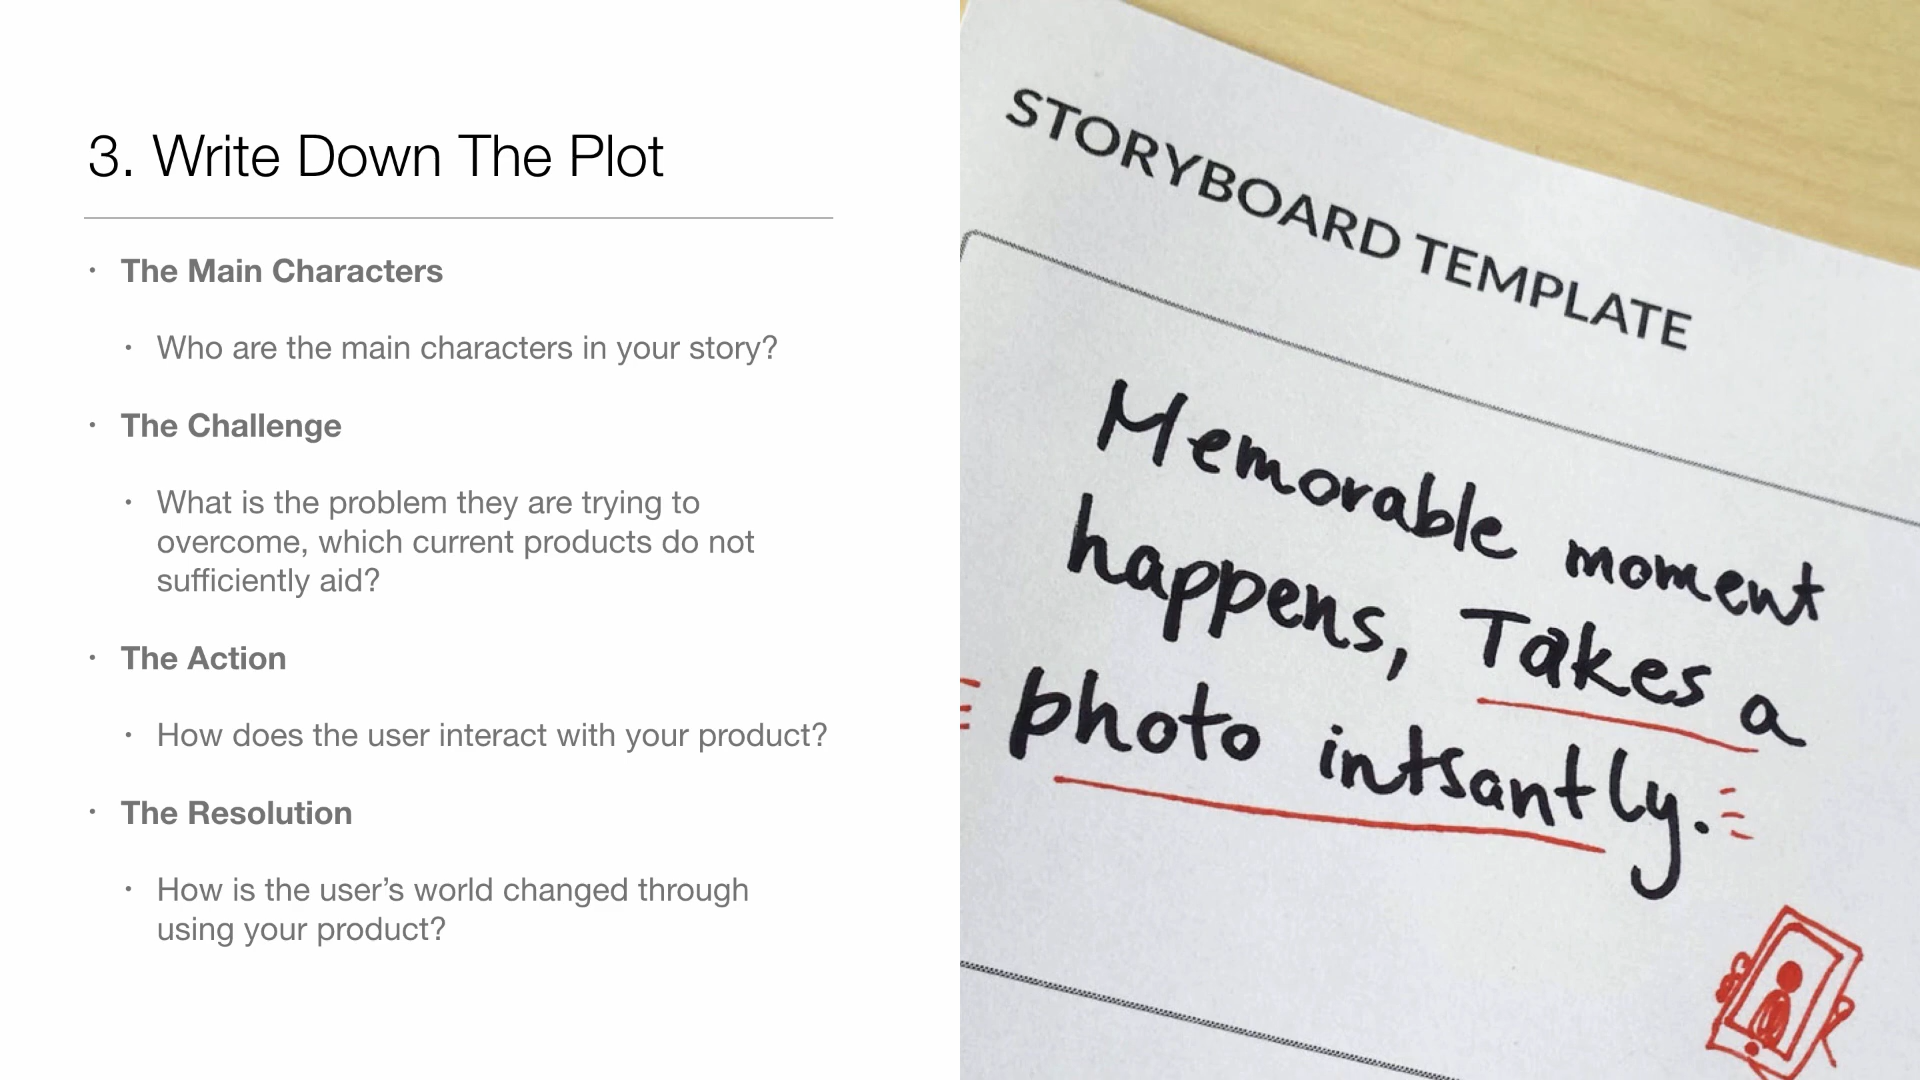 3. Write Down The Plot
• The Main Characters
• Who are the main characters in your story?
• The Challenge
• What is the problem they are trying to
overcome, which current products do not
sufficiently aid?
• The Action
• How does the user interact with your product?
• The Resolution
• How is the user’s world changed through
using your product?
STORYBOARD TEMPLATE
Memorable moment
happens, Takes a
photo intsantly.